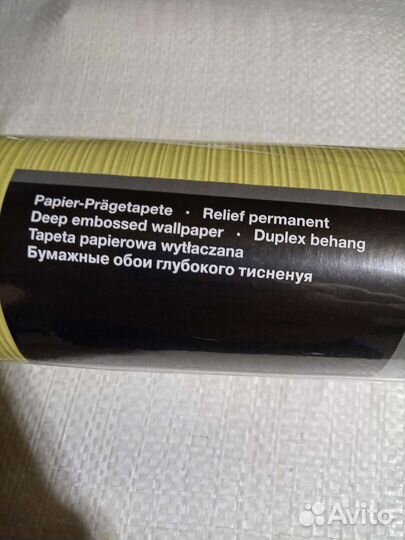 Papier-Prägetapete · Relief permanent
Deep embossed wallpaper · Duplex behang
Tapeta papierowa wytłaczana
Бумажные обои глубокого тисненуя
Avito